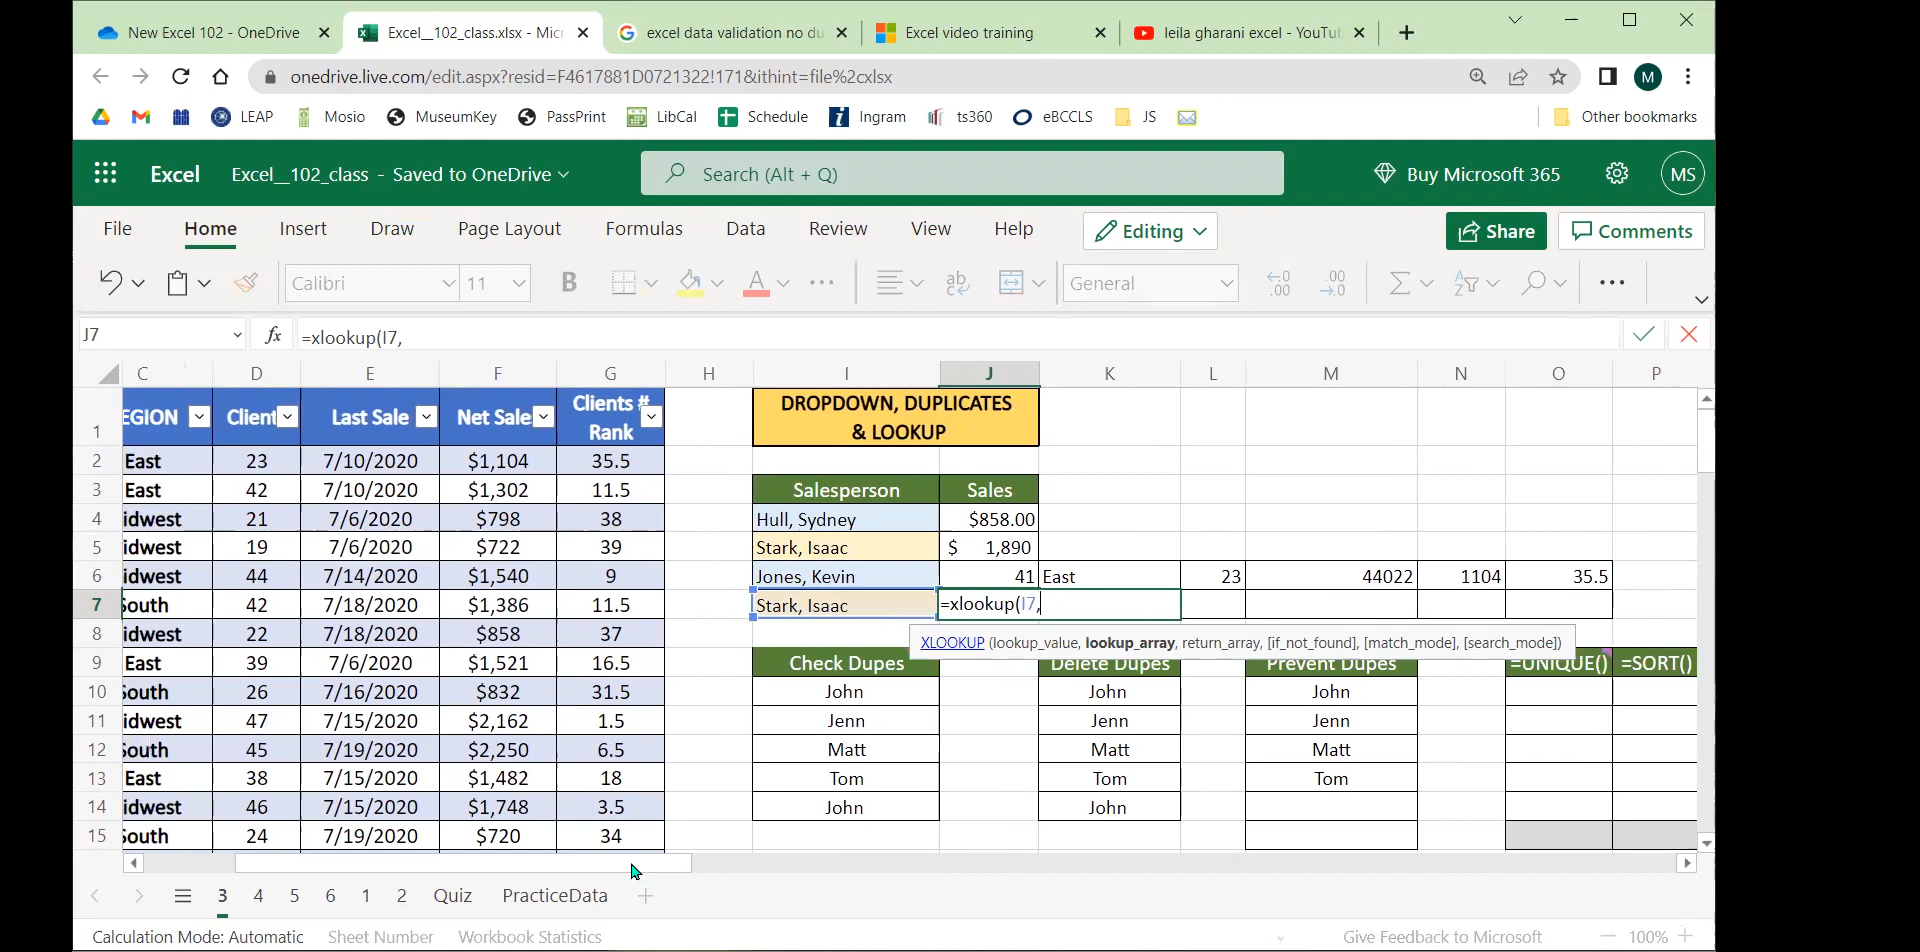 New Excel 102 - OneDrive
Excel__102_class.xlsx - Mic
excel data validation no du
Excel video training
leila gharani excel - YouTub
onedrive.live.com/edit.aspx?resid=F4617881D0721322!171&ithint=file%2cxlsx
M
LEAP
Mosio
MuseumKey
PassPrint
LibCal
Schedule
Ingram
ts360
eBCCLS
JS
Other bookmarks
Excel
Excel__102_class - Saved to OneDrive
Search (Alt + Q)
Buy Microsoft 365
MS
File Home Insert Draw Page Layout Formulas Data Review View Help
Editing
Share
Comments
Calibri 11 B A ab General
J7
fx
=xlookup(I7,
C D E F G H I J K L M N O P
1 EGION Client Last Sale Net Sale Clients # DROPDOWN, DUPLICATES
Rank & LOOKUP
2 East 23 7/10/2020 $1,104 35.5
3 East 42 7/10/2020 $1,302 11.5 Salesperson Sales
4 idwest 21 7/6/2020 $798 38 Hull, Sydney $858.00
5 idwest 19 7/6/2020 $722 39 Stark, Isaac $ 1,890
6 idwest 44 7/14/2020 $1,540 9 Jones, Kevin 41 East 23 44022 1104 35.5
7 South 42 7/18/2020 $1,386 11.5 Stark, Isaac =xlookup(I7,
8 idwest 22 7/18/2020 $858 37
XLOOKUP (lookup_value, lookup_array, return_array, [if_not_found], [match_mode], [search_mode])
9 East 39 7/6/2020 $1,521 16.5 Check Dupes Delete Dupes Prevent Dupes =UNIQUE() =SORT()
10 South 26 7/16/2020 $832 31.5 John John John
11 idwest 47 7/15/2020 $2,162 1.5 Jenn Jenn Jenn
12 South 45 7/19/2020 $2,250 6.5 Matt Matt Matt
13 East 38 7/15/2020 $1,482 18 Tom Tom Tom
14 idwest 46 7/15/2020 $1,748 3.5 John John
15 South 24 7/19/2020 $720 34
3 4 5 6 1 2 Quiz PracticeData
Calculation Mode: Automatic Sheet Number Workbook Statistics Give Feedback to Microsoft 100%